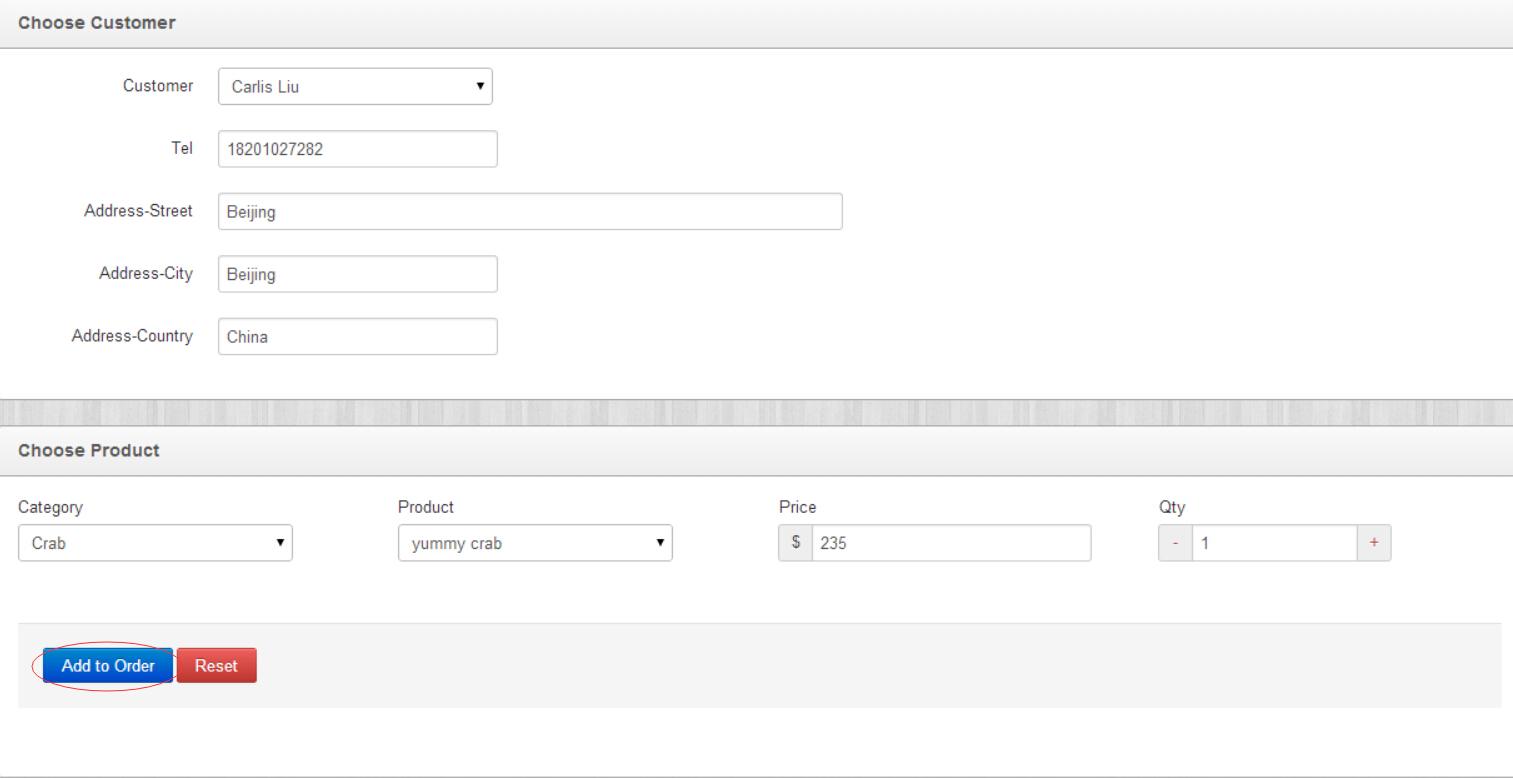 Choose Customer
Customer Carlis Liu
Tel 18201027282
Address-Street Beijing
Address-City Beijing
Address-Country China
Choose Product
Category Product Price Qty
Crab yummy crab $ 235 - 1 +
Add to Order Reset